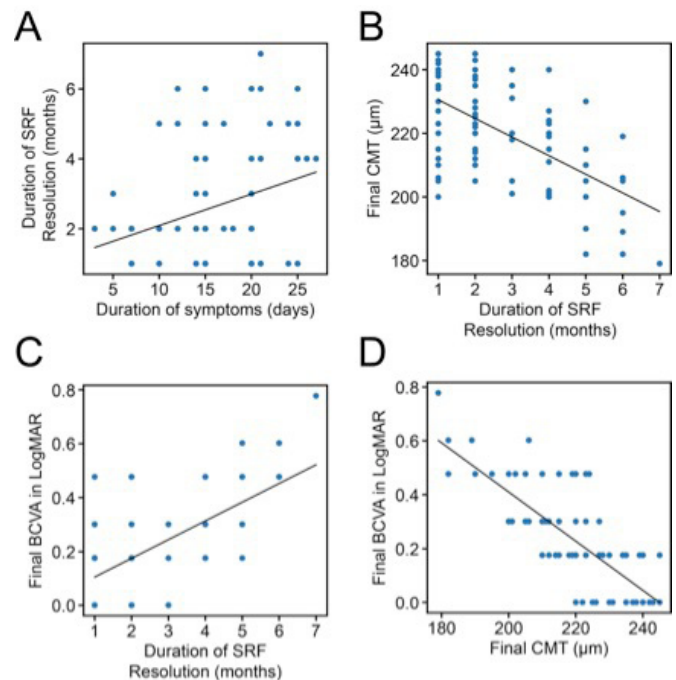 A
B
Duration of SRF
Resolution (months)
6
4
2
5
10
15
20
25
Duration of symptoms (days)
Final CMT (µm)
240
220
200
180
1
2
3
4
5
6
7
Duration of SRF
Resolution (months)
C
D
Final BCVA in LogMAR
0.8
0.6
0.4
0.2
0.0
1
2
3
4
5
6
7
Duration of SRF
Resolution (months)
Final BCVA in LogMAR
0.8
0.6
0.4
0.2
0.0
180
200
220
240
Final CMT (µm)